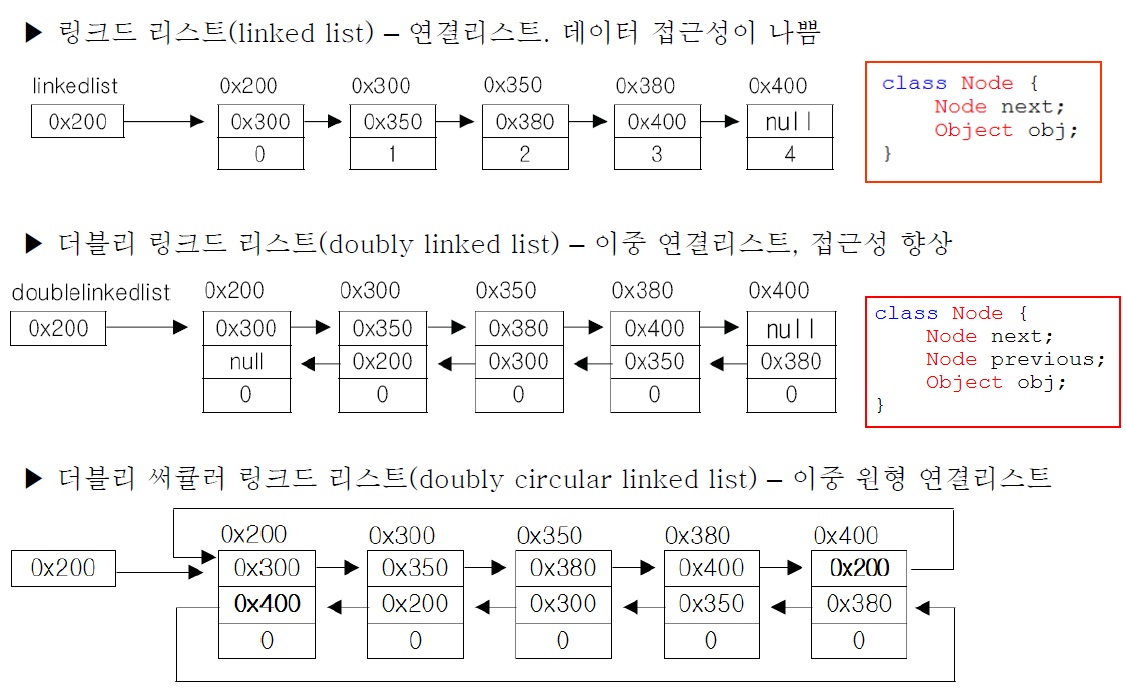 ▶ 링크드 리스트(linked list) – 연결리스트. 데이터 접근성이 나쁨
linkedlist 0x200 0x300 0x350 0x380 0x400
0x200 0x300 0x350 0x380 0x400 null
0 1 2 3 4
class Node {
Node next;
Object obj;
}
▶ 더블리 링크드 리스트(doubly linked list) – 이중 연결리스트, 접근성 향상
doublelinkedlist 0x200 0x300 0x350 0x380 0x400
0x200 0x300 0x350 0x380 0x400 null
null 0x200 0x300 0x350 0x380
0 0 0 0 0
class Node {
Node next;
Node previous;
Object obj;
}
▶ 더블리 써큘러 링크드 리스트(doubly circular linked list) – 이중 원형 연결리스트
0x200 0x300 0x350 0x380 0x400
0x200 0x300 0x350 0x380 0x400 0x200
0x400 0x200 0x300 0x350 0x380
0 0 0 0 0